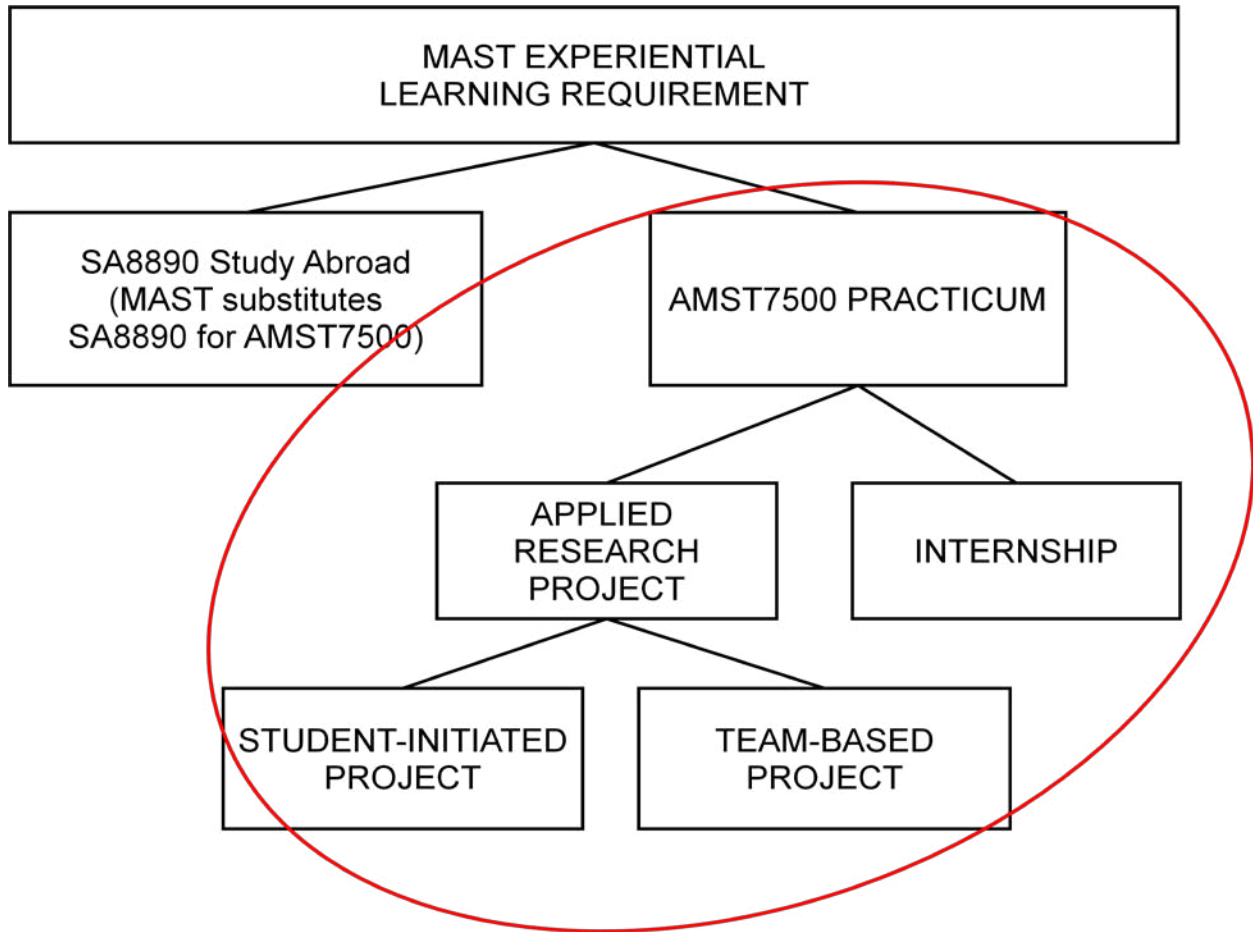 MAST EXPERIENTIAL
LEARNING REQUIREMENT
SA8890 Study Abroad
(MAST substitutes
SA8890 for AMST7500)
AMST7500 PRACTICUM
APPLIED
RESEARCH
PROJECT
INTERNSHIP
STUDENT-INITIATED
PROJECT
TEAM-BASED
PROJECT